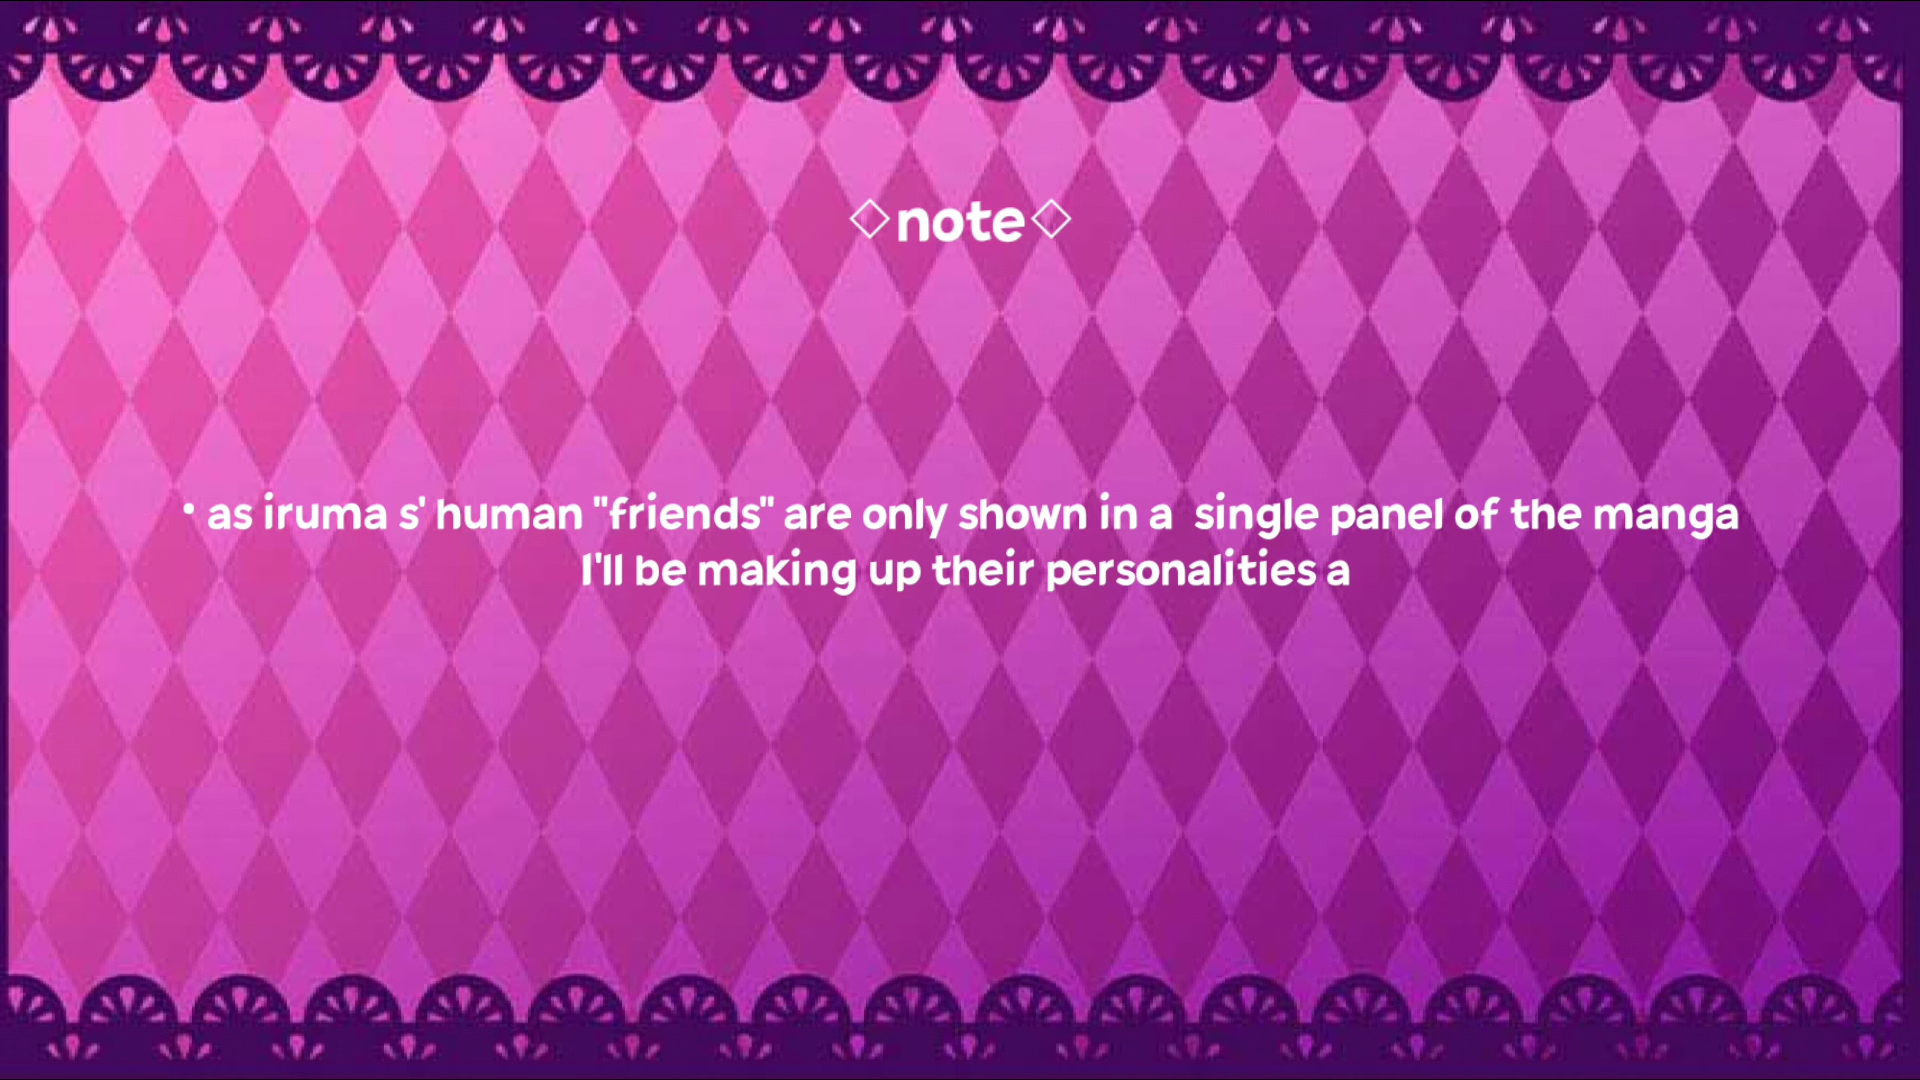 ◇note◇
• as iruma s' human "friends" are only shown in a  single panel of the manga
I'll be making up their personalities a